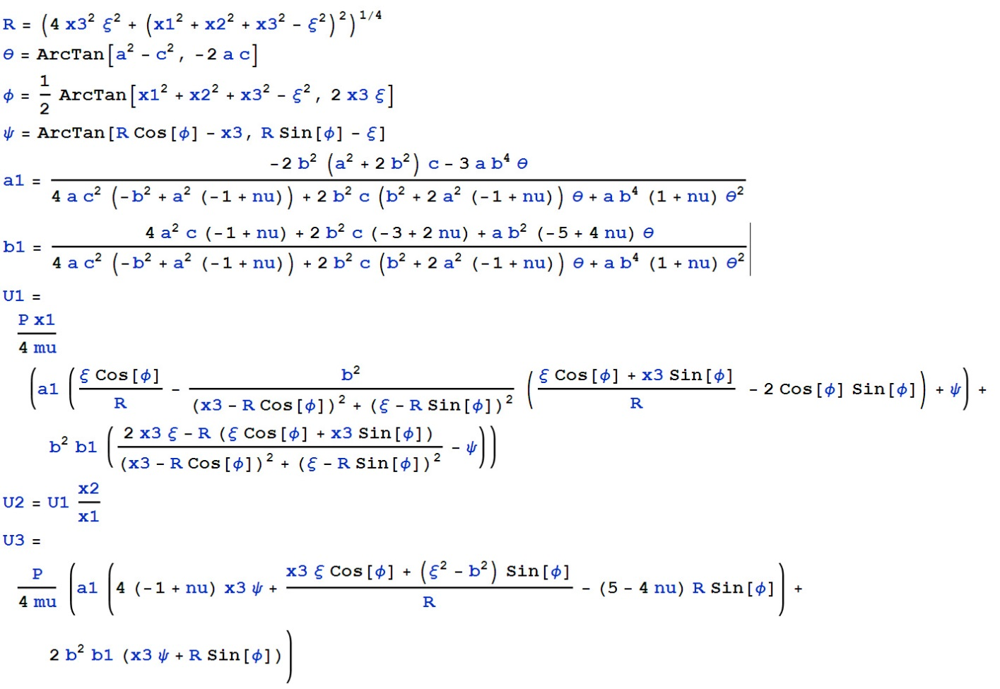 R = (4 x3² ξ² + (x1² + x2² + x3² - ξ²)²)^1/4
θ = ArcTan[a² - c², -2 a c]
ϕ = 1/2 ArcTan[x1² + x2² + x3² - ξ², 2 x3 ξ]
ψ = ArcTan[R Cos[ϕ] - x3, R Sin[ϕ] - ξ]
a1 = (-2 b² (a² + 2 b²) c - 3 a b⁴ θ) / (4 a c² (-b² + a² (-1 + nu)) + 2 b² c (b² + 2 a² (-1 + nu)) θ + a b⁴ (1 + nu) θ²)
b1 = (4 a² c (-1 + nu) + 2 b² c (-3 + 2 nu) + a b² (-5 + 4 nu) θ) / (4 a c² (-b² + a² (-1 + nu)) + 2 b² c (b² + 2 a² (-1 + nu)) θ + a b⁴ (1 + nu) θ²)
U1 =
P x1 / 4 mu
(a1 (ξ Cos[ϕ] / R - b² / ((x3 - R Cos[ϕ])² + (ξ - R Sin[ϕ])²) ((ξ Cos[ϕ] + x3 Sin[ϕ]) / R - 2 Cos[ϕ] Sin[ϕ]) + ψ) +
b² b1 ((2 x3 ξ - R (ξ Cos[ϕ] + x3 Sin[ϕ])) / ((x3 - R Cos[ϕ])² + (ξ - R Sin[ϕ])²) - ψ))
U2 = U1 x2 / x1
U3 =
P / 4 mu (a1 (4 (-1 + nu) x3 ψ + (x3 ξ Cos[ϕ] + (ξ² - b²) Sin[ϕ]) / R - (5 - 4 nu) R Sin[ϕ]) +
2 b² b1 (x3 ψ + R Sin[ϕ]))